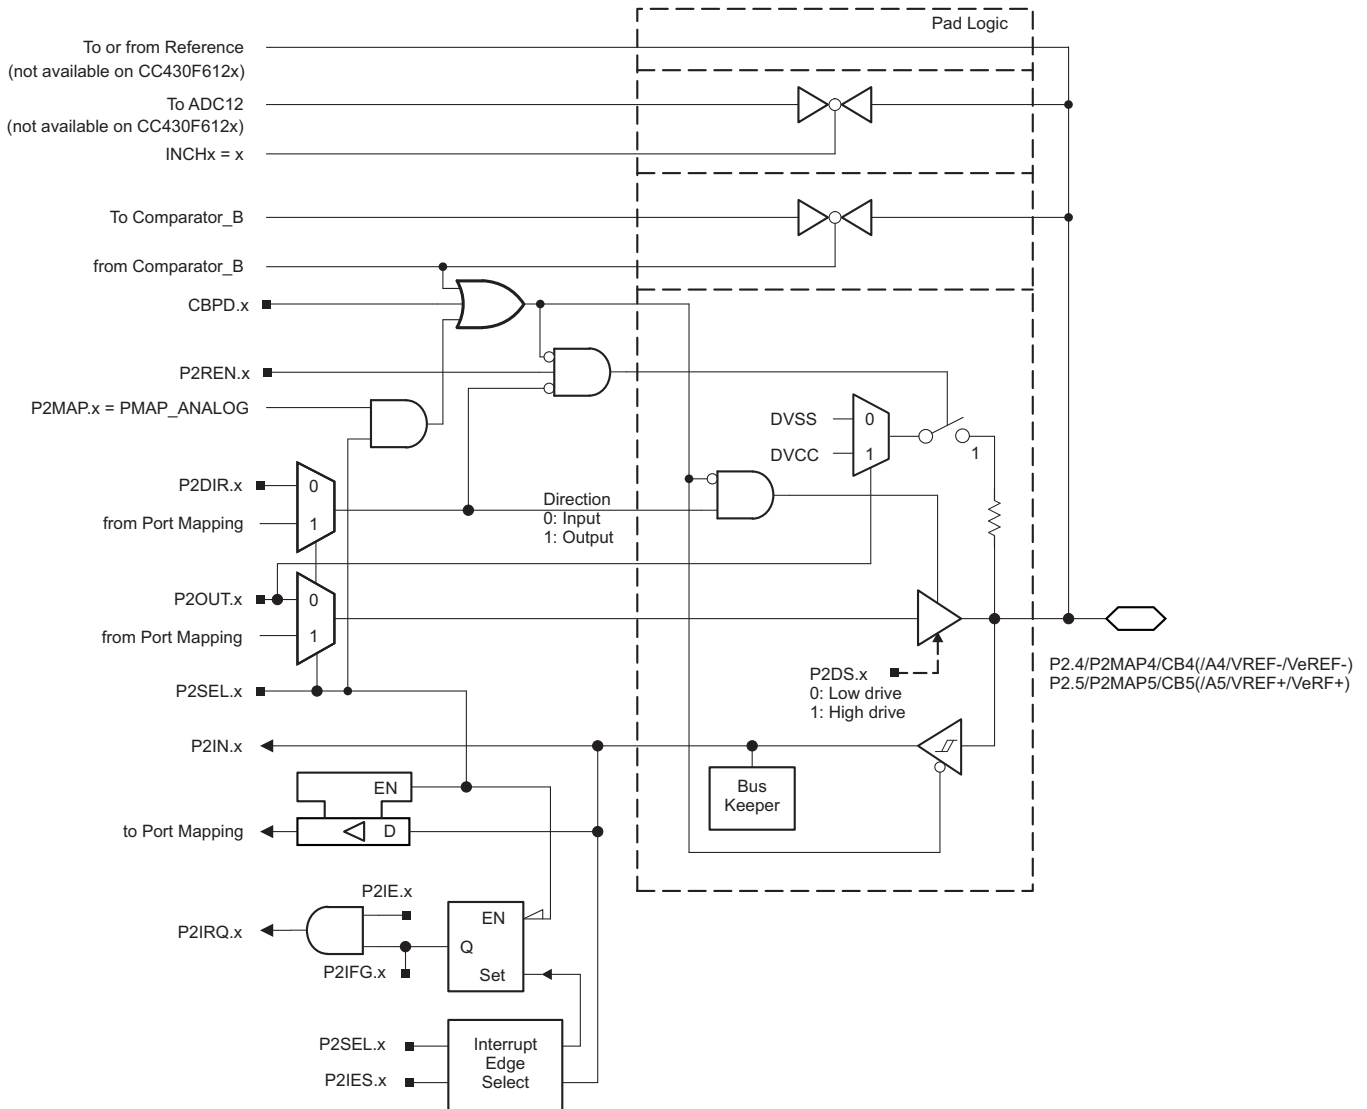 Pad Logic
To or from Reference
(not available on CC430F612x)
To ADC12
(not available on CC430F612x)
INCHx = x
To Comparator_B
from Comparator_B
CBPD.x
P2REN.x
P2MAP.x = PMAP_ANALOG
DVSS
0
DVCC
1
1
P2DIR.x
0
from Port Mapping
1
Direction
0: Input
1: Output
P2OUT.x
0
from Port Mapping
1
P2DS.x
0: Low drive
1: High drive
P2.4/P2MAP4/CB4(/A4/VREF-/VeREF-)
P2.5/P2MAP5/CB5(/A5/VREF+/VeRF+)
P2SEL.x
P2IN.x
EN
Bus
Keeper
to Port Mapping
D
P2IE.x
EN
P2IRQ.x
Q
P2IFG.x
Set
P2SEL.x
P2IES.x
Interrupt
Edge
Select